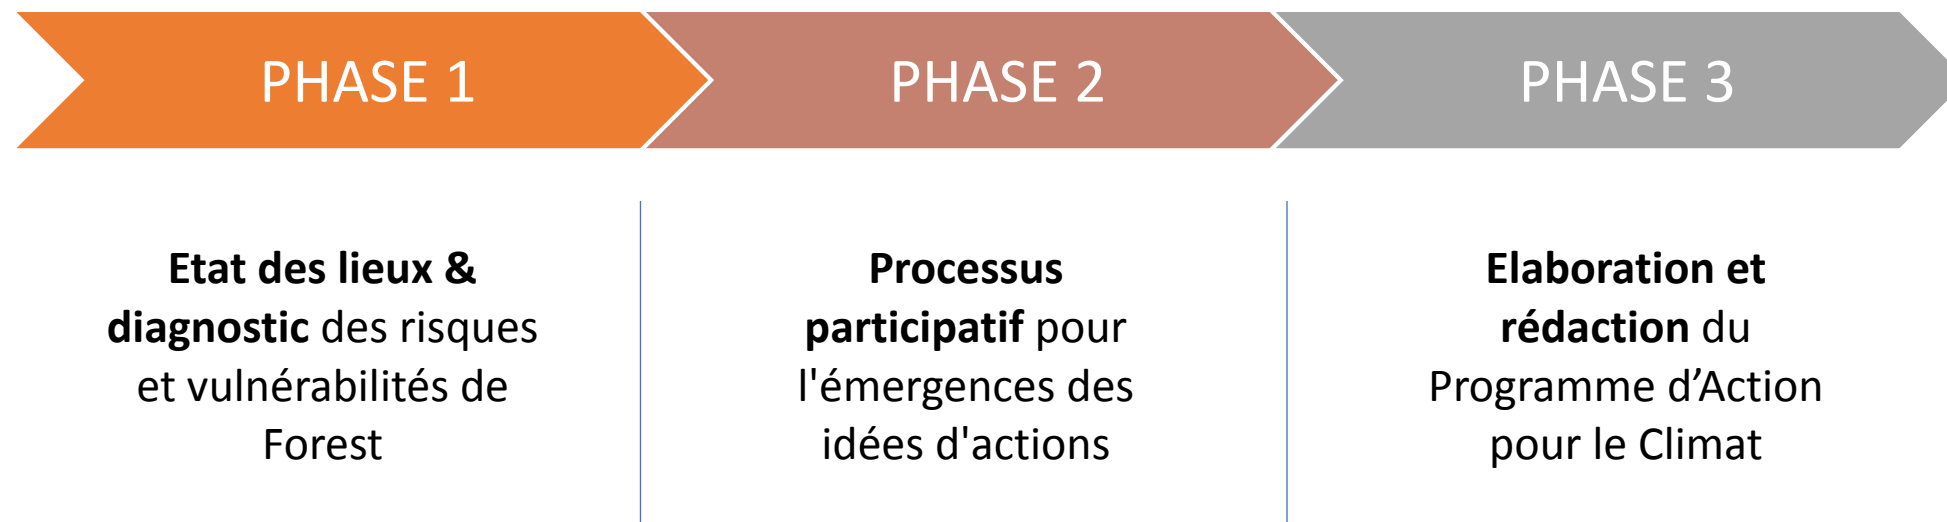 PHASE 1
PHASE 2
PHASE 3
Etat des lieux &
diagnostic des risques
et vulnérabilités de
Forest
Processus
participatif pour
l'émergences des
idées d'actions
Elaboration et
rédaction du
Programme d’Action
pour le Climat